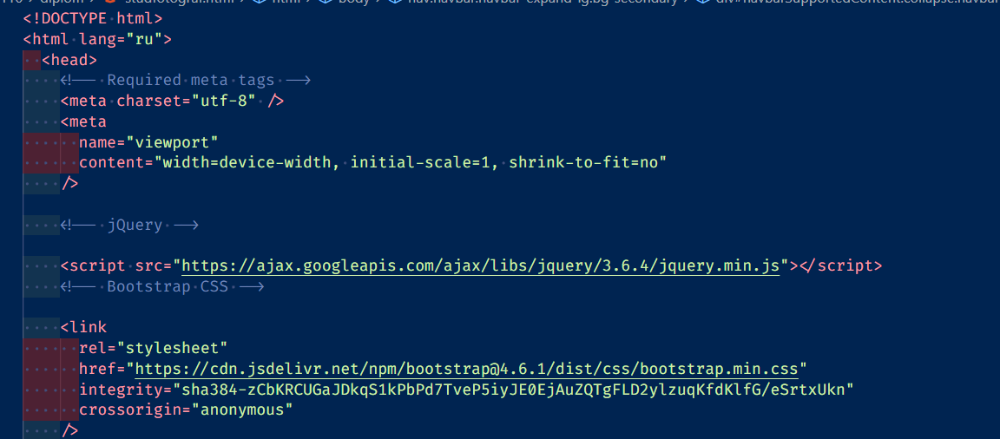 <!DOCTYPE html>
<html lang="ru">
<head>
<!-- Required meta tags -->
<meta charset="utf-8" />
<meta
name="viewport"
content="width=device-width, initial-scale=1, shrink-to-fit=no"
/>
<!-- jQuery -->
<script src="https://ajax.googleapis.com/ajax/libs/jquery/3.6.4/jquery.min.js"></script>
<!-- Bootstrap CSS -->
<link
rel="stylesheet"
href="https://cdn.jsdelivr.net/npm/bootstrap@4.6.1/dist/css/bootstrap.min.css"
integrity="sha384-zCbKRCUGaJDkqS1kPbPd7TveP5iyJE0EjAuZQTgFLD2ylzuqKfdKlfG/eSrtxUkn"
crossorigin="anonymous"
/>